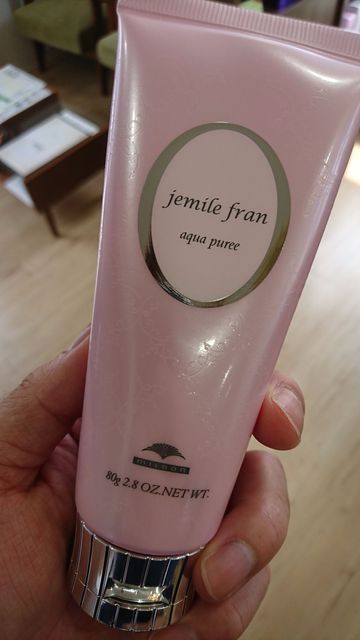 jemile fran
aqua puree
milbon
80g 2.8 OZ.NET WT.